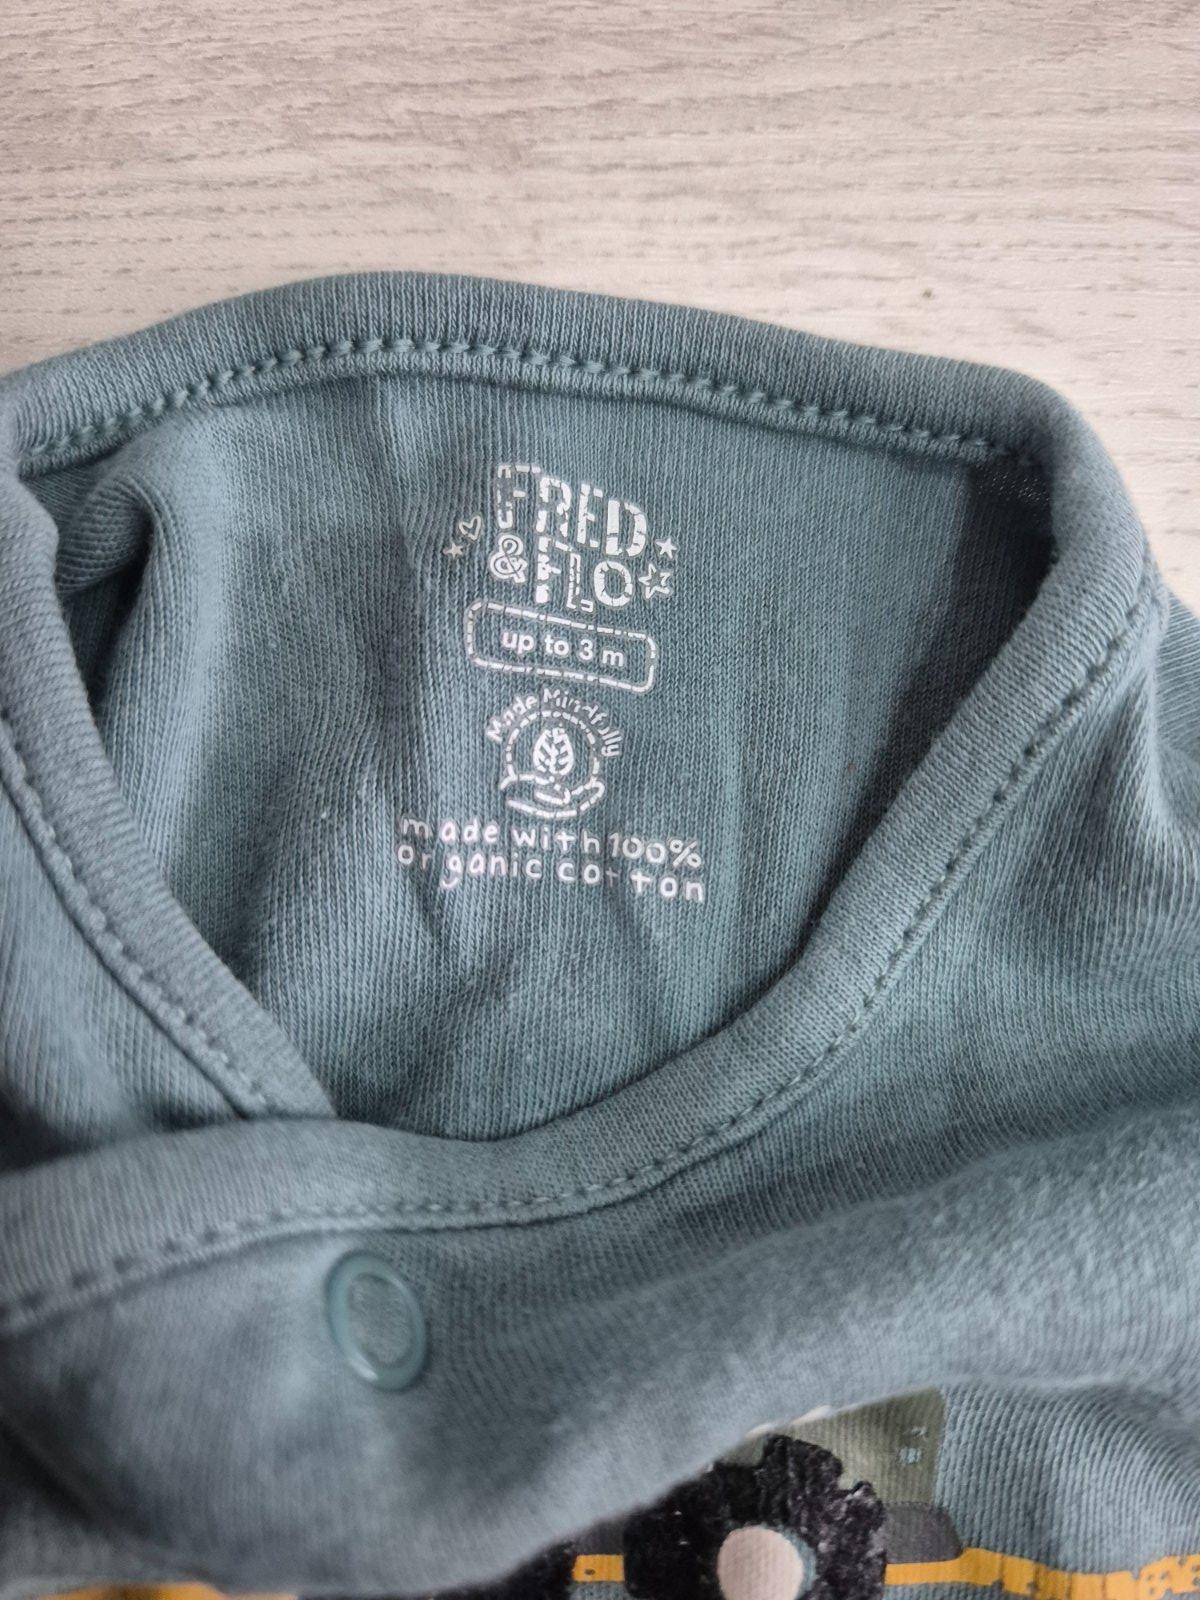 FRED
& FLO
up to 3 m
Made Mindfully
made with 100%
organic cotton